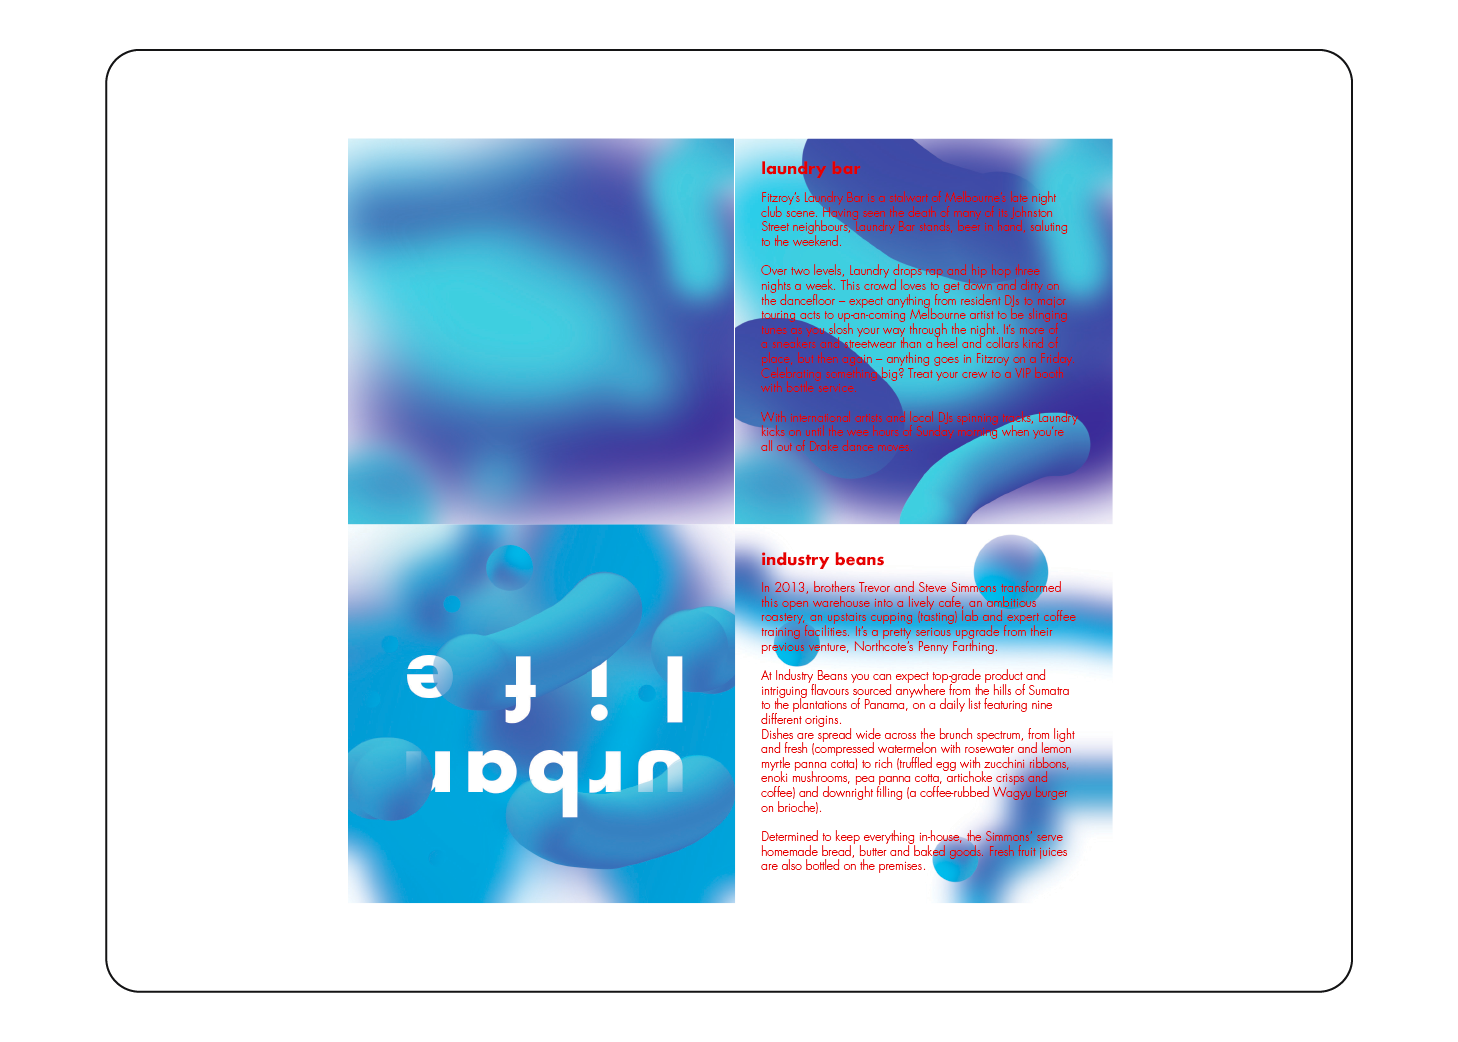 laundry bar
Fitzroy's Laundry Bar is a stalwart of Melbourne's late night
club scene. Having seen the death of many of its Johnston
Street neighbours, Laundry Bar stands, beer in hand, saluting
to the weekend.
Over two levels, Laundry drops rap and hip hop three
nights a week. This crowd loves to get down and dirty on
the dancefloor – expect anything from resident DJs to major
touring acts to up-an-coming Melbourne artist to be slinging
tunes as you slosh your way through the night. It's more of
a sneakers and streetwear than a heel and collars kind of
place, but then again – anything goes in Fitzroy on a Friday.
Celebrating something big? Treat your crew to a VIP booth
with bottle service.
With international artists and local DJs spinning tracks, Laundry
kicks on until the wee hours of Sunday morning when you're
all out of Drake dance moves.
urban
life
industry beans
In 2013, brothers Trevor and Steve Simmons transformed
this open warehouse into a lively cafe, an ambitious
roastery, an upstairs cupping (tasting) lab and expert coffee
training facilities. It's a pretty serious upgrade from their
previous venture, Northcote's Penny Farthing.
At Industry Beans you can expect top-grade product and
intriguing flavours sourced anywhere from the hills of Sumatra
to the plantations of Panama, on a daily list featuring nine
different origins.
Dishes are spread wide across the brunch spectrum, from light
and fresh (compressed watermelon with rosewater and lemon
myrtle panna cotta) to rich (truffled egg with zucchini ribbons,
enoki mushrooms, pea panna cotta, artichoke crisps and
coffee) and downright filling (a coffee-rubbed Wagyu burger
on brioche).
Determined to keep everything in-house, the Simmons' serve
homemade bread, butter and baked goods. Fresh fruit juices
are also bottled on the premises.